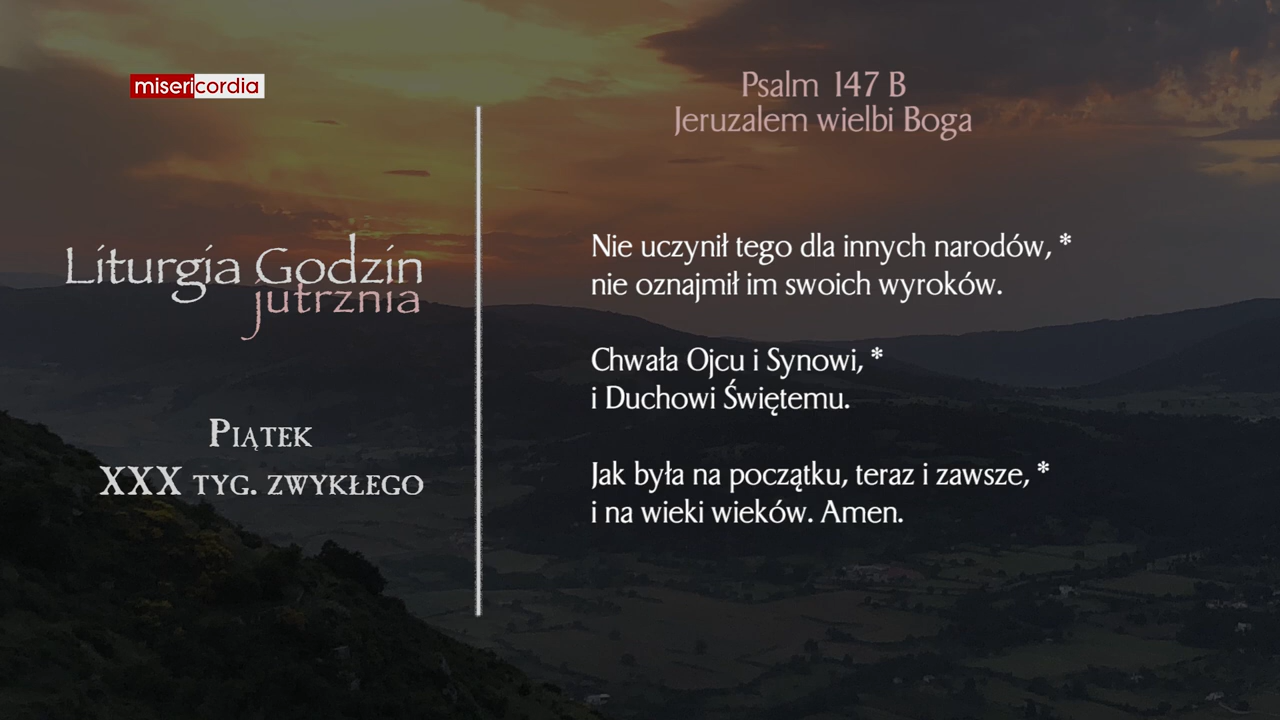 misericordia
Liturgia Godzin
jutrznia
Piątek
XXX tyg. zwykłego
Psalm 147 B
Jeruzalem wielbi Boga
Nie uczynił tego dla innych narodów, *
nie oznajmił im swoich wyroków.
Chwała Ojcu i Synowi, *
i Duchowi Świętemu.
Jak była na początku, teraz i zawsze, *
i na wieki wieków. Amen.